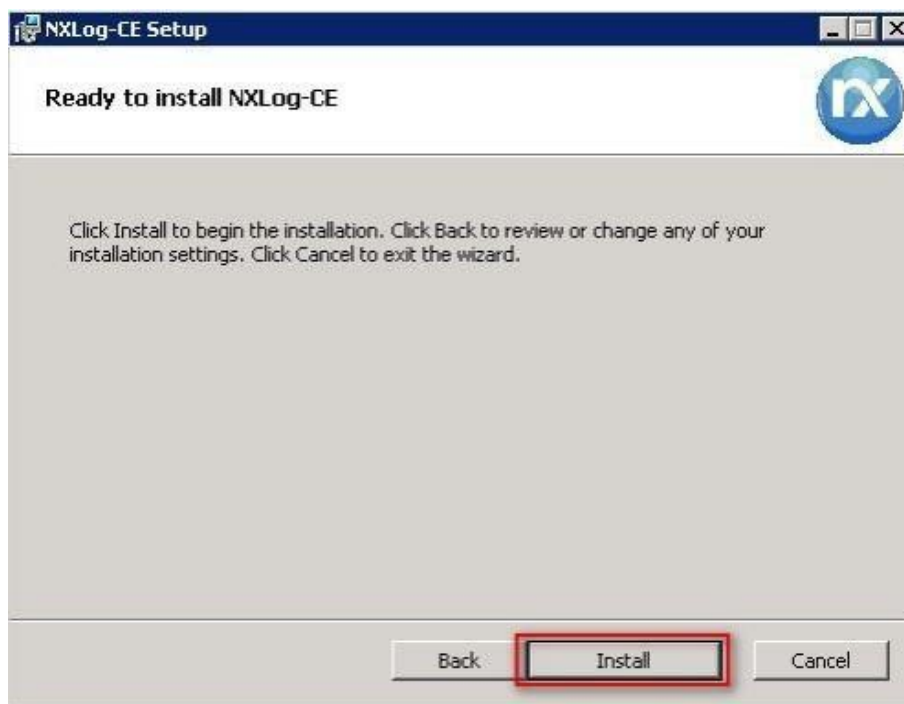 NXLog-CE Setup
Ready to install NXLog-CE
nx
Click Install to begin the installation. Click Back to review or change any of your
installation settings. Click Cancel to exit the wizard.
Back
Install
Cancel